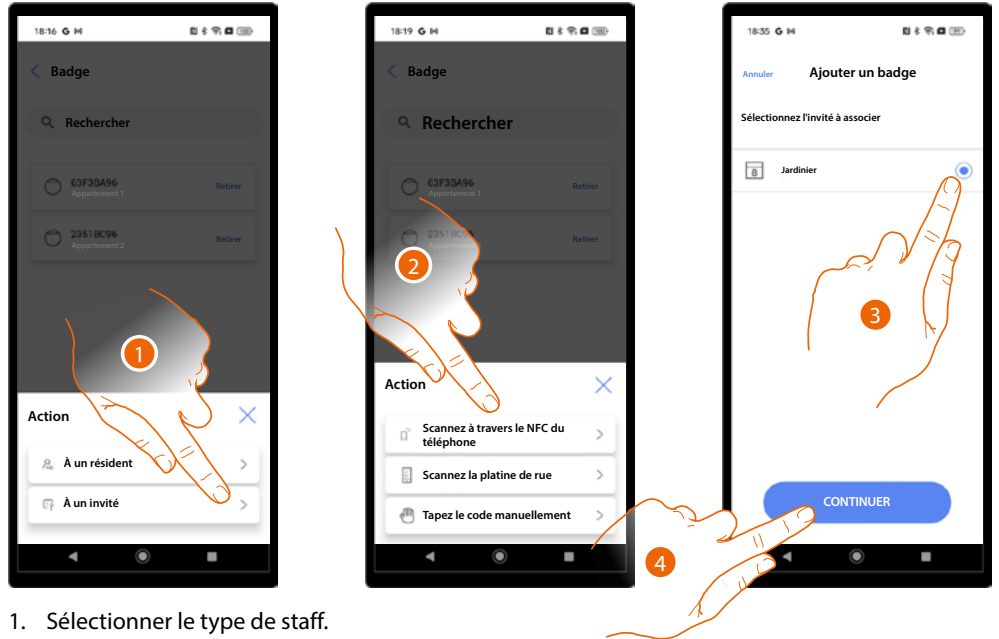 18:16 G M
100
Badge
Rechercher
63F3BA96
Appartement 1
Retirer
2351BC96
Appartement 2
Retirer
1
Action
À un résident
À un invité
18:19 G M
100
Badge
Rechercher
63F3BA96
Appartement 1
Retirer
Retirer
2
Action
Scannez à travers le NFC du
téléphone
Scannez la platine de rue
Tapez le code manuellement
18:35 G M
Annuler
Ajouter un badge
Sélectionnez l'invité à associer
8
Jardinier
3
CONTINUER
4
1. Sélectionner le type de staff.